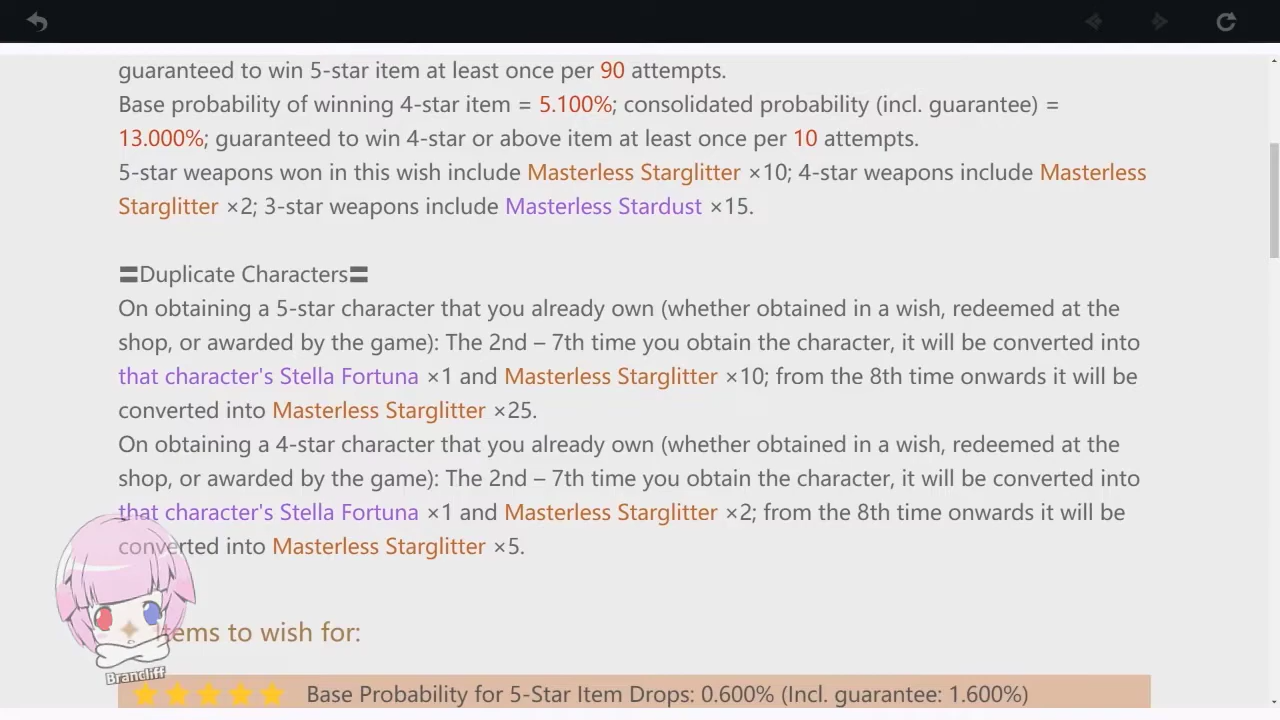 guaranteed to win 5-star item at least once per 90 attempts.
Base probability of winning 4-star item = 5.100%; consolidated probability (incl. guarantee) =
13.000%; guaranteed to win 4-star or above item at least once per 10 attempts.
5-star weapons won in this wish include Masterless Starglitter ×10; 4-star weapons include Masterless
Starglitter ×2; 3-star weapons include Masterless Stardust ×15.
〓Duplicate Characters〓
On obtaining a 5-star character that you already own (whether obtained in a wish, redeemed at the
shop, or awarded by the game): The 2nd – 7th time you obtain the character, it will be converted into
that character's Stella Fortuna ×1 and Masterless Starglitter ×10; from the 8th time onwards it will be
converted into Masterless Starglitter ×25.
On obtaining a 4-star character that you already own (whether obtained in a wish, redeemed at the
shop, or awarded by the game): The 2nd – 7th time you obtain the character, it will be converted into
that character's Stella Fortuna ×1 and Masterless Starglitter ×2; from the 8th time onwards it will be
converted into Masterless Starglitter ×5.
Items to wish for:
Brancliff
Base Probability for 5-Star Item Drops: 0.600% (Incl. guarantee: 1.600%)